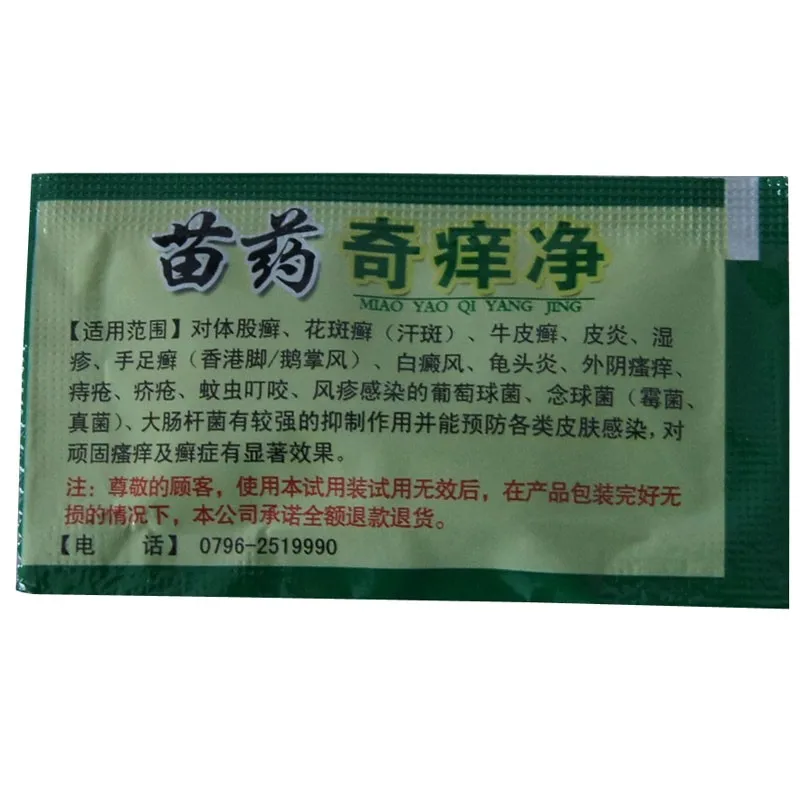 苗药 奇痒净
MIAO YAO QI YANG JING
【适用范围】对体股癣、花斑癣（汗斑）、牛皮癣、皮炎、湿
疹、手足癣（香港脚/鹅掌风）、白癜风、龟头炎、外阴瘙痒、
痔疮、疥疮、蚊虫叮咬、风疹感染的葡萄球菌、念球菌（霉菌、
真菌）、大肠杆菌有较强的抑制作用并能预防各类皮肤感染，对
顽固瘙痒及癣症有显著效果。
注：尊敬的顾客，使用本试用装试用无效后，在产品包装完好无
损的情况下，本公司承诺全额退款退货。
【电 话】 0796-2519990